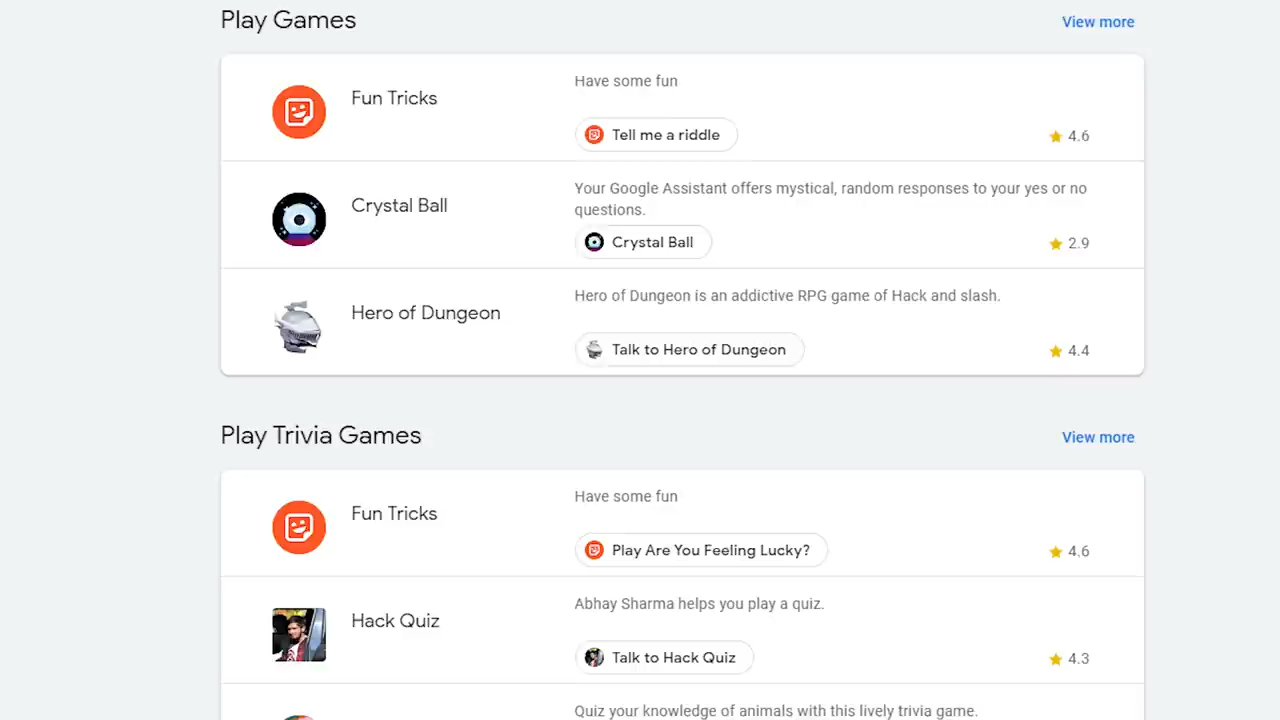 Play Games
View more
Fun Tricks
Have some fun
Tell me a riddle
4.6
Crystal Ball
Your Google Assistant offers mystical, random responses to your yes or no
questions.
Crystal Ball
2.9
Hero of Dungeon
Hero of Dungeon is an addictive RPG game of Hack and slash.
Talk to Hero of Dungeon
4.4
Play Trivia Games
View more
Fun Tricks
Have some fun
Play Are You Feeling Lucky?
4.6
Hack Quiz
Abhay Sharma helps you play a quiz.
Talk to Hack Quiz
4.3
Quiz your knowledge of animals with this lively trivia game.